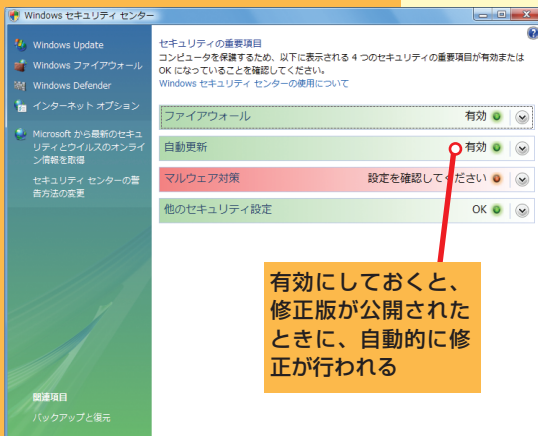 Windows セキュリティ センター
Windows Update
Windows ファイアウォール
Windows Defender
インターネット オプション
Microsoft から最新のセキュ
リティとウイルスのオンライ
ン情報を取得
セキュリティ センターの警
告方法の変更
関連項目
バックアップと復元
セキュリティの重要項目
コンピュータを保護するため、以下に表示される 4 つのセキュリティの重要項目が有効または
OK になっていることを確認してください。
Windows セキュリティ センターの使用について
ファイアウォール 有効
自動更新 有効
マルウェア対策 設定を確認してください
他のセキュリティ設定 OK
有効にしておくと、
修正版が公開された
ときに、自動的に修
正が行われる